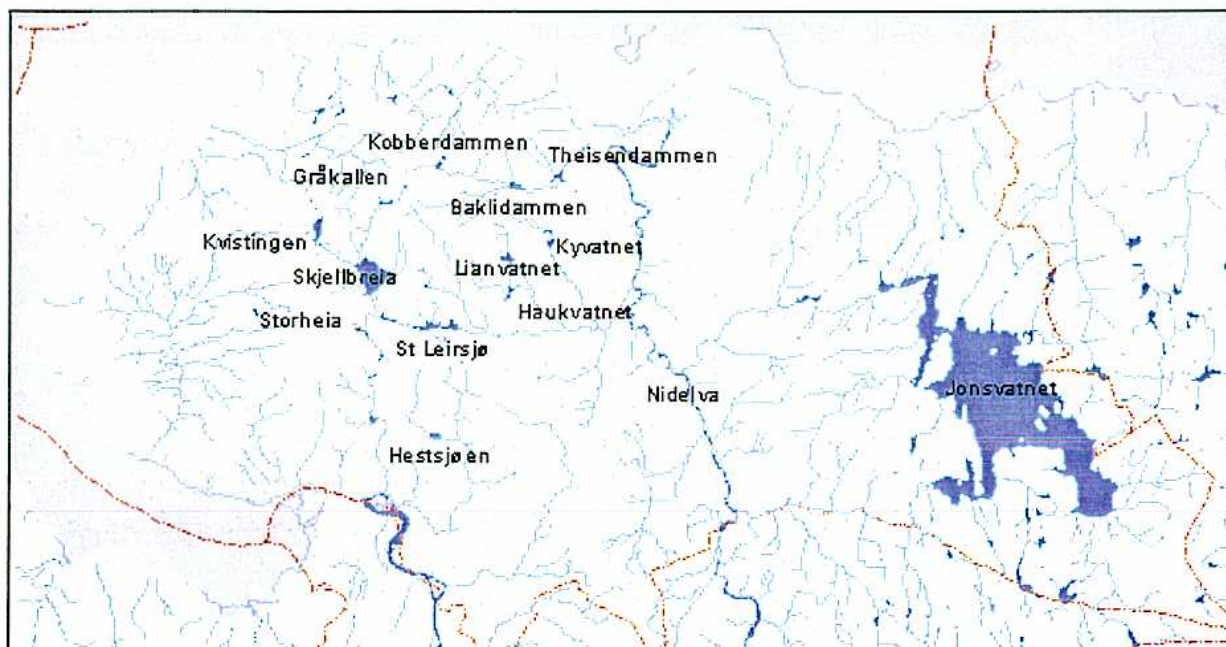 Kobberdammen
Theisendammen
Gråkallen
Baklidammen
Kvistingen
Kyvatnet
Lianvatnet
Skjellbreia
Storheia
Haukvatnet
St Leirsjø
Nidelva
Jonsvatnet
Hestsjøen